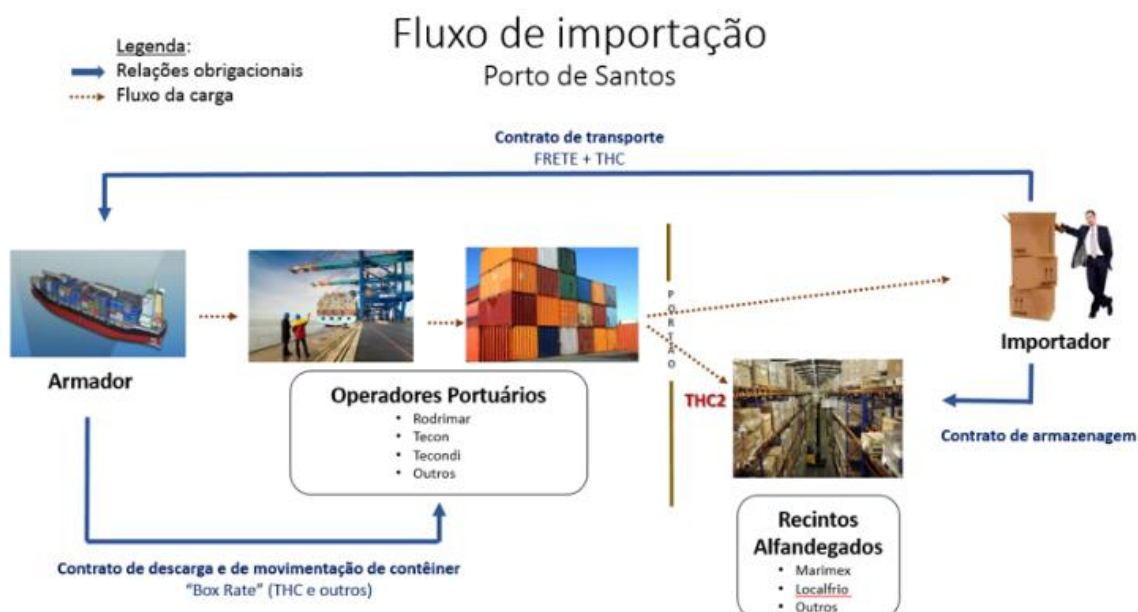 Fluxo de importação
Porto de Santos
Legenda:
Relações obrigacionais
Fluxo da carga
Contrato de transporte
FRETE + THC
PORTÃO
Armador
Importador
Operadores Portuários
• Rodrimar
• Tecon
• Tecondi
• Outros
THC2
Contrato de armazenagem
Recintos
Alfandegados
• Marimex
• Localfrio
• Outros
Contrato de descarga e de movimentação de contêiner
“Box Rate” (THC e outros)